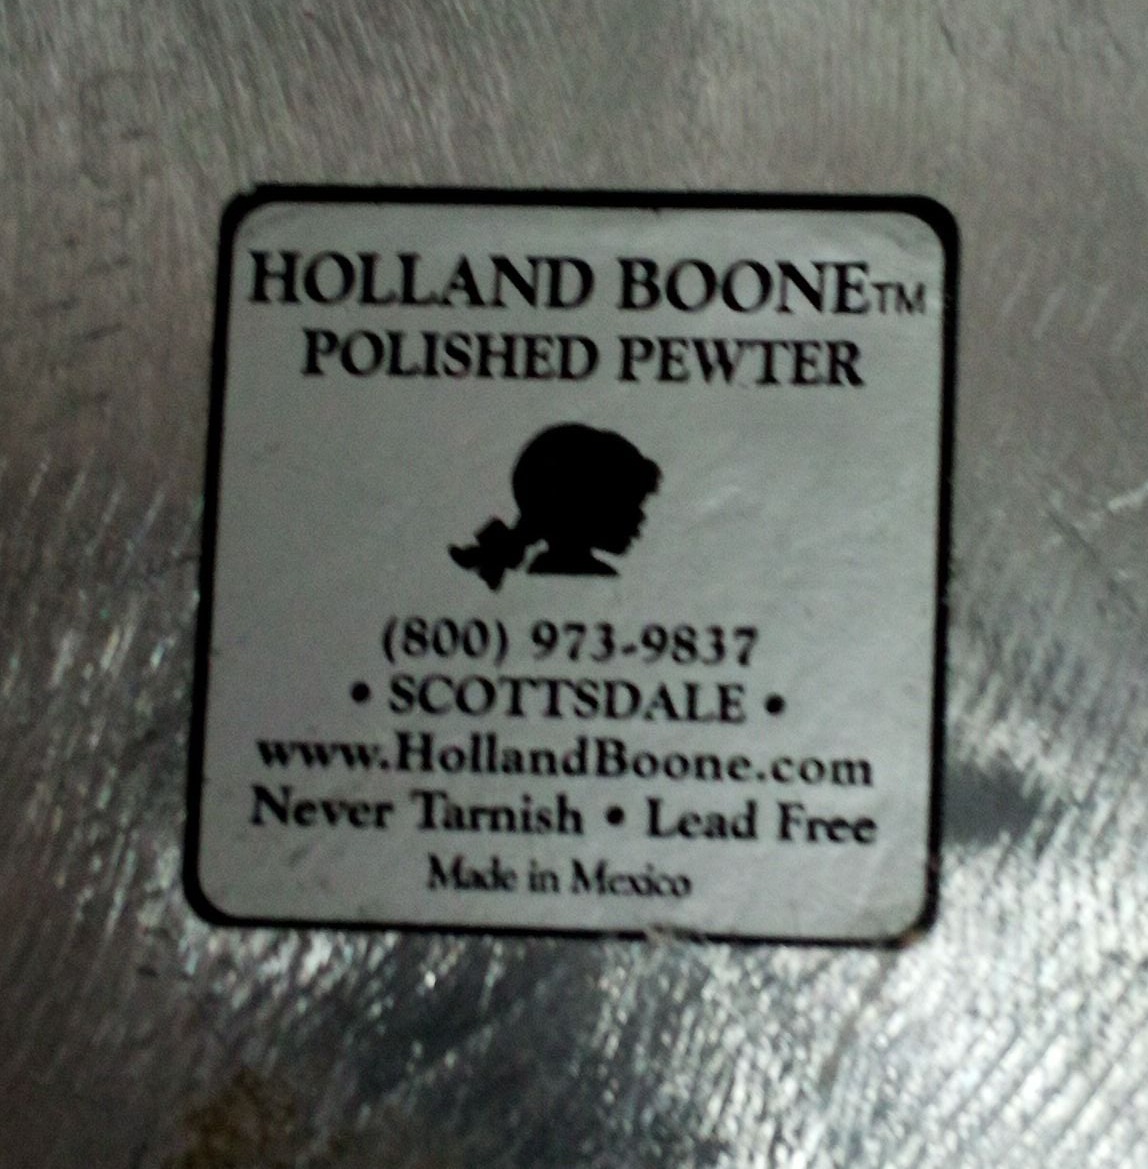 HOLLAND BOONE™
POLISHED PEWTER
(800) 973-9837
• SCOTTSDALE •
www.HollandBoone.com
Never Tarnish • Lead Free
Made in Mexico